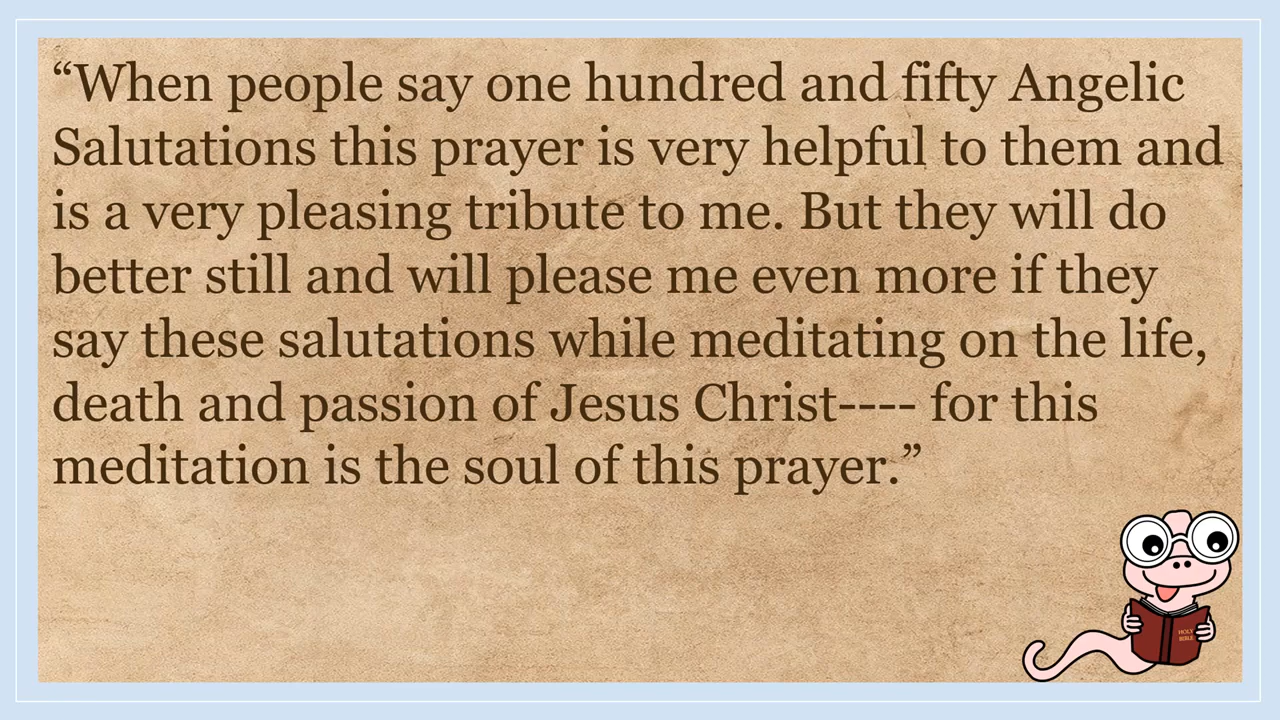 “When people say one hundred and fifty Angelic
Salutations this prayer is very helpful to them and
is a very pleasing tribute to me. But they will do
better still and will please me even more if they
say these salutations while meditating on the life,
death and passion of Jesus Christ---- for this
meditation is the soul of this prayer.”
HOLY
BIBLE